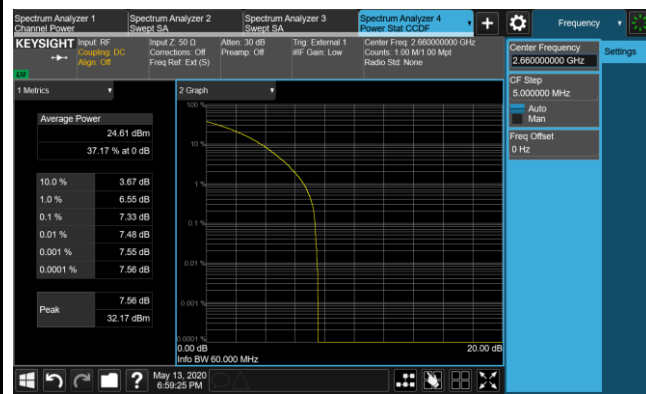 Spectrum Analyzer 1
Channel Power
Spectrum Analyzer 2
Swept SA
Spectrum Analyzer 3
Swept SA
Spectrum Analyzer 4
Power Stat CCDF
Frequency
KEYSIGHT
Input: RF
Coupling: DC
Align: Off
Input Z: 50 Ω
Corrections: Off
Freq Ref: Ext (S)
Atten: 30 dB
Preamp: Off
Trig: External 1
#IF Gain: Low
Center Freq: 2.660000000 GHz
Counts: 1.00 M/1.00 Mpt
Radio Std: None
LXI
1 Metrics
2 Graph
Average Power
24.61 dBm
37.17 % at 0 dB
10.0 % 3.67 dB
1.0 % 6.55 dB
0.1 % 7.33 dB
0.01 % 7.48 dB
0.001 % 7.55 dB
0.0001 % 7.56 dB
Peak
7.56 dB
32.17 dBm
100 %
10 %
1 %
0.1 %
0.01 %
0.001 %
0.0001 %
0.00 dB
20.00 dB
Info BW 60.000 MHz
Center Frequency
2.660000000 GHz
Settings
CF Step
5.000000 MHz
Auto
Man
Freq Offset
0 Hz
?
May 13, 2020
6:59:25 PM